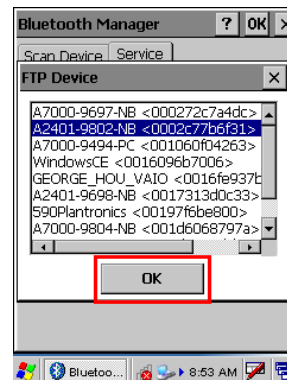 Bluetooth Manager ? OK ×
Scan Device Service
FTP Device ×
A7000-9697-NB <000272c7a4dc>
A2401-9802-NB <0002c77b6f31>
A7000-9494-PC <001060f04263>
WindowsCE <0016096b7006>
GEORGE_HOU_VAIO <0016fe937b
A2401-9698-NB <0017313d0c33>
590Plantronics <00197f6be800>
A7000-9804-NB <001d6068797a>
OK
Bluetoo... 8:53 AM